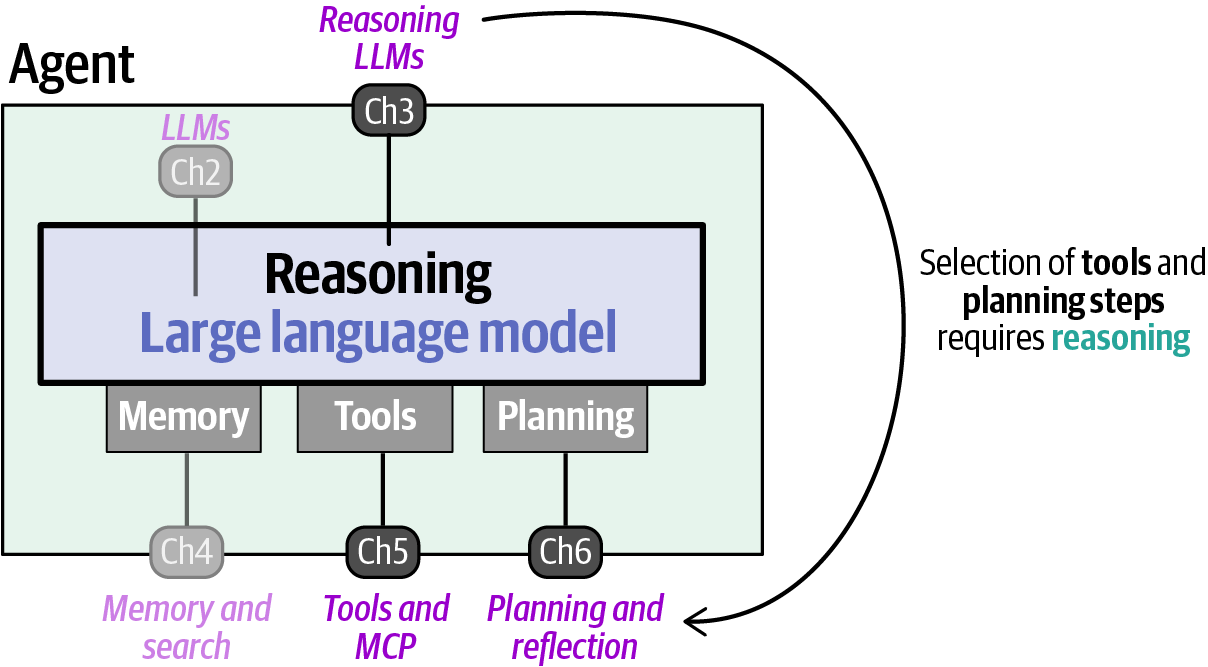 Reasoning
LLMs
Agent
Ch3
LLMs
Ch2
Reasoning
Large language model
Selection of tools and
planning steps
requires reasoning
Memory
Tools
Planning
Ch4
Ch5
Ch6
Memory and
search
Tools and
MCP
Planning and
reflection